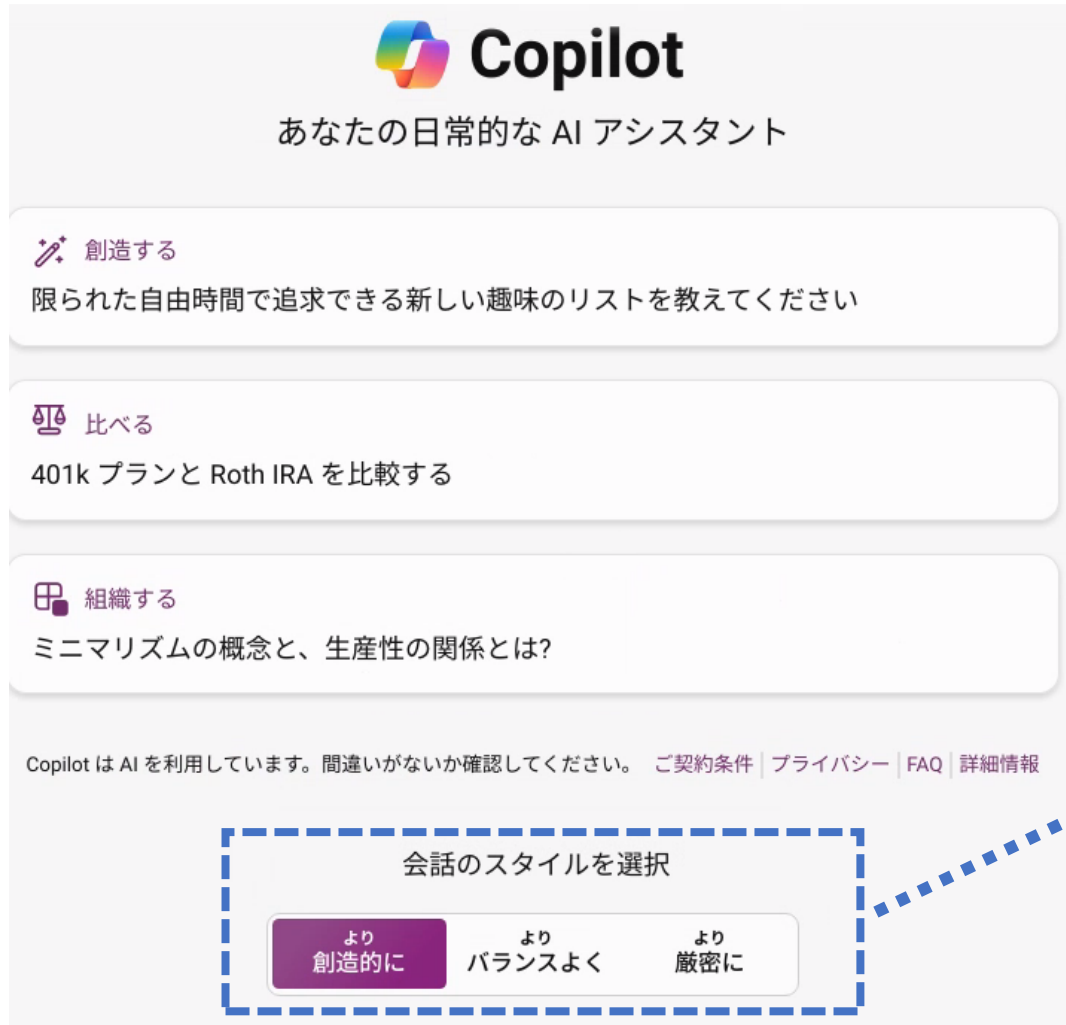 Copilot
あなたの日常的な AI アシスタント
創造する
限られた自由時間で追求できる新しい趣味のリストを教えてください
比べる
401k プランと Roth IRA を比較する
組織する
ミニマリズムの概念と、生産性の関係とは?
Copilot は AI を利用しています。間違いがないか確認してください。 ご契約条件 プライバシー FAQ 詳細情報
会話のスタイルを選択
より より より
創造的に バランスよく 厳密に